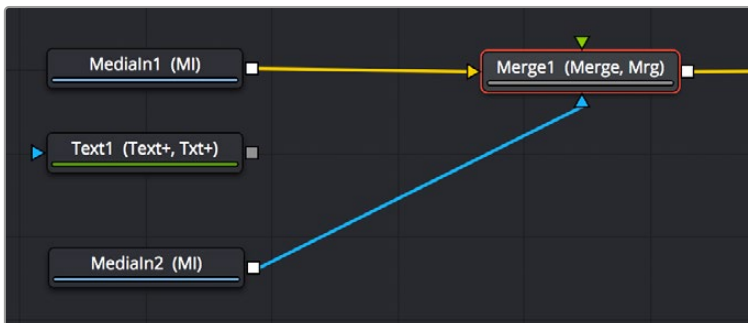 MediaIn1 (MI)
Merge1 (Merge, Mrg)
Text1 (Text+, Txt+)
MediaIn2 (MI)